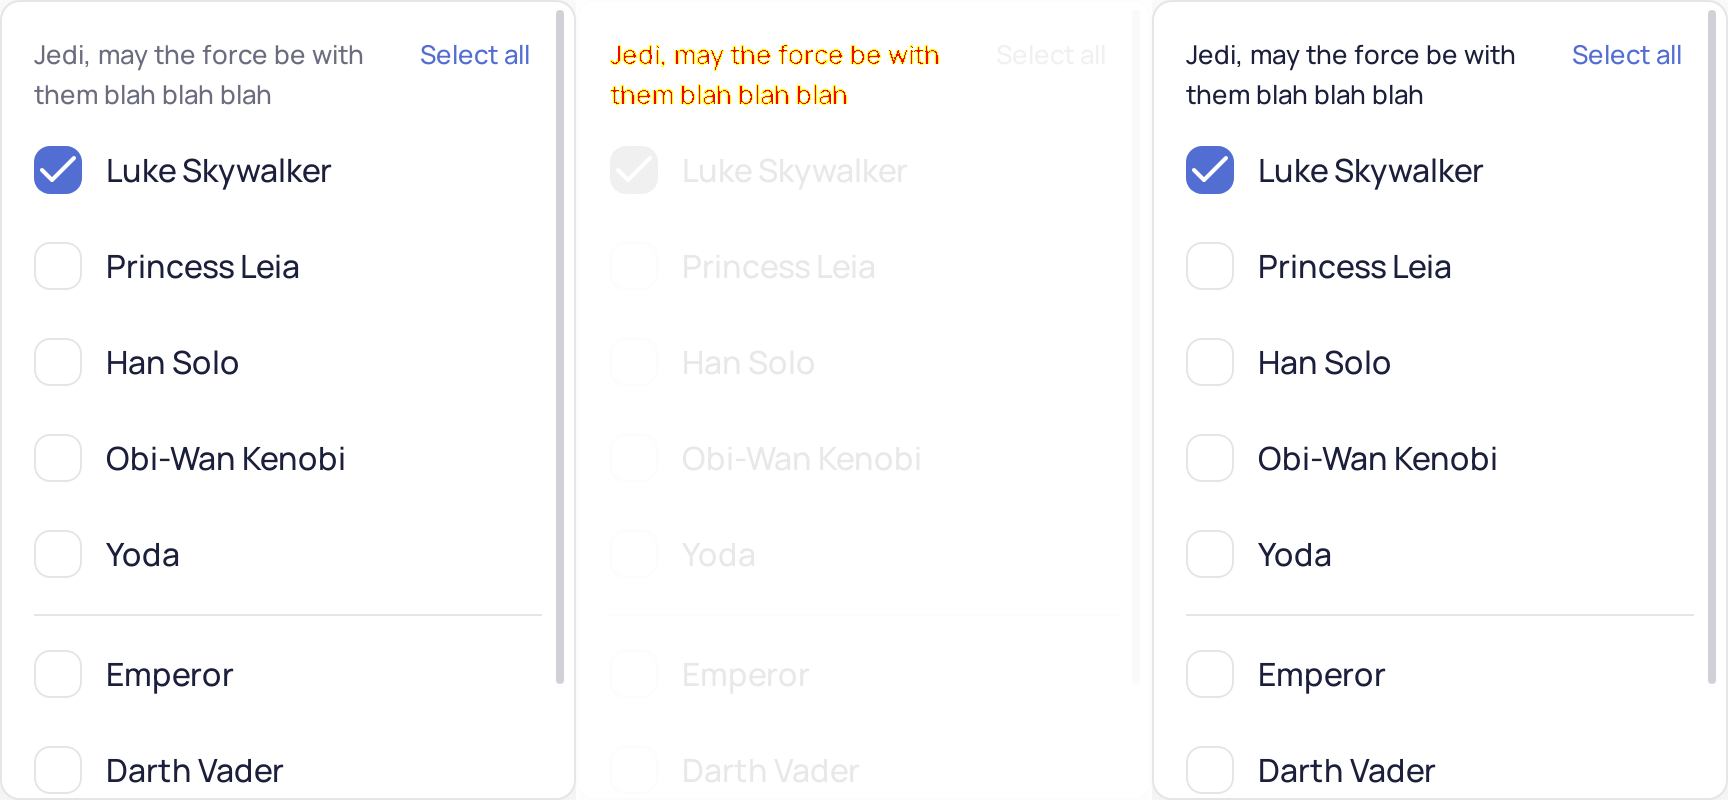 Jedi, may the force be with
them blah blah blah
Select all
Luke Skywalker
Princess Leia
Han Solo
Obi-Wan Kenobi
Yoda
Emperor
Darth Vader
Jedi, may the force be with
them blah blah blah
Select all
Luke Skywalker
Princess Leia
Han Solo
Obi-Wan Kenobi
Yoda
Emperor
Darth Vader
Jedi, may the force be with
them blah blah blah
Select all
Luke Skywalker
Princess Leia
Han Solo
Obi-Wan Kenobi
Yoda
Emperor
Darth Vader